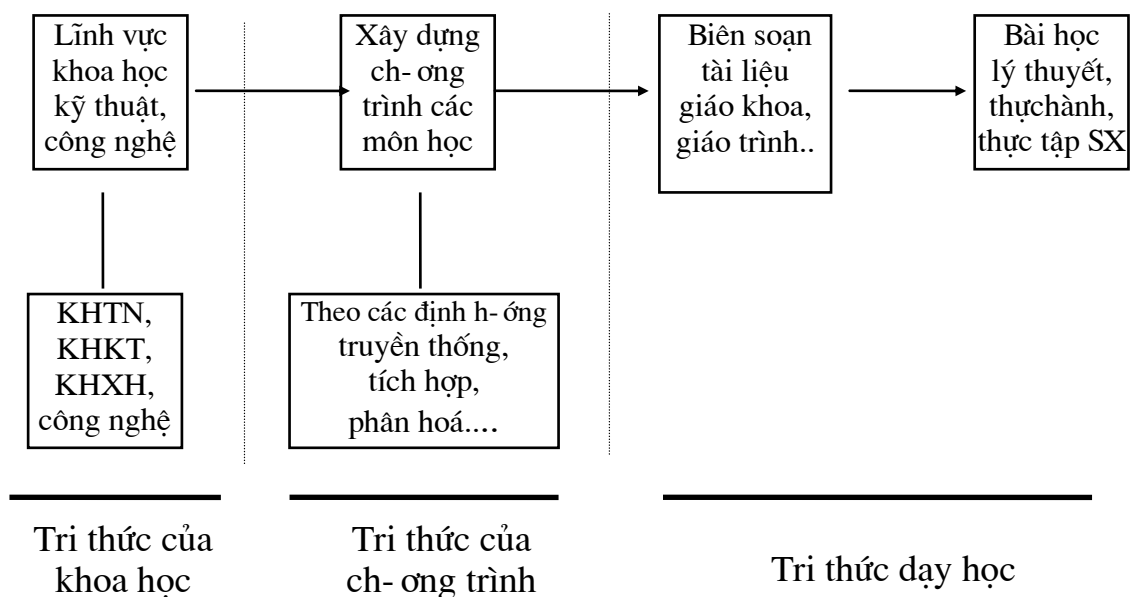 Lĩnh vực
khoa học
kỹ thuật,
công nghệ
Xây dựng
ch- ơng
trình các
môn học
Biên soạn
tài liệu
giáo khoa,
giáo trình..
Bài học
lý thuyết,
thựchành,
thực tập SX
KHTN,
KHKT,
KHXH,
công nghệ
Theo các định h- ớng
truyền thống,
tích hợp,
phân hoá....
Tri thức của
khoa học
Tri thức của
ch- ơng trình
Tri thức dạy học